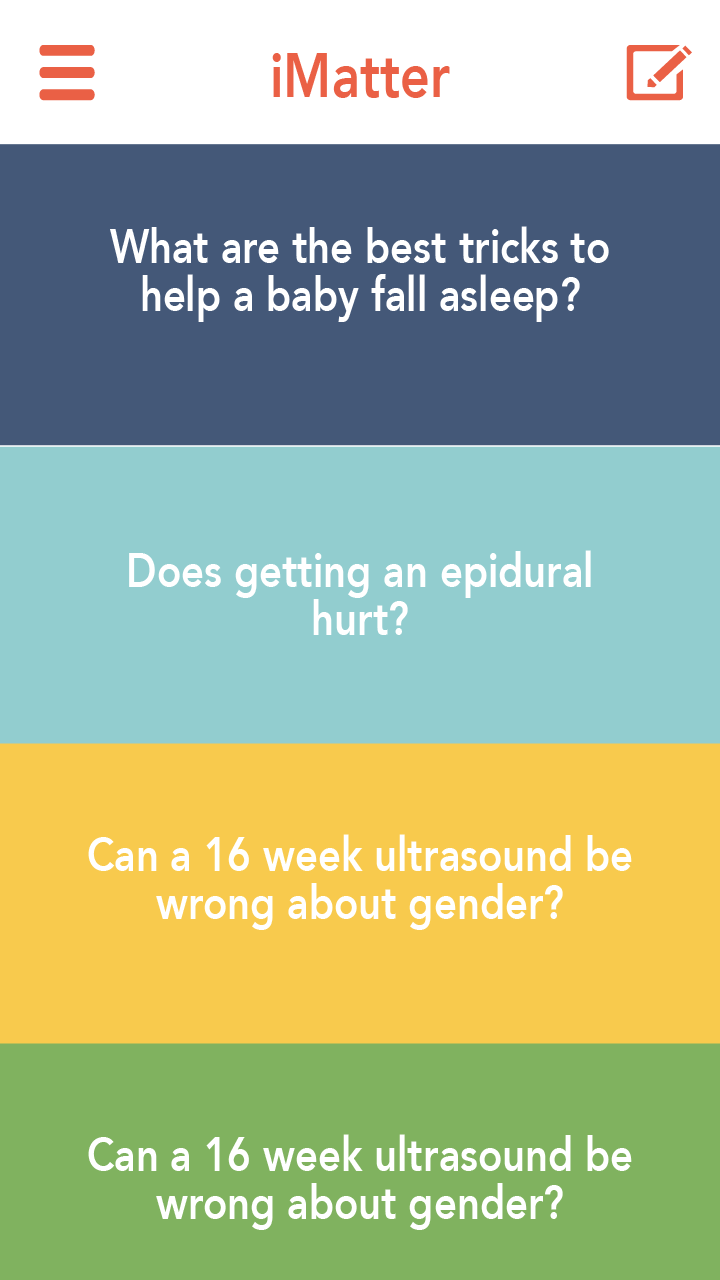 iMatter
What are the best tricks to
help a baby fall asleep?
Does getting an epidural
hurt?
Can a 16 week ultrasound be
wrong about gender?
Can a 16 week ultrasound be
wrong about gender?